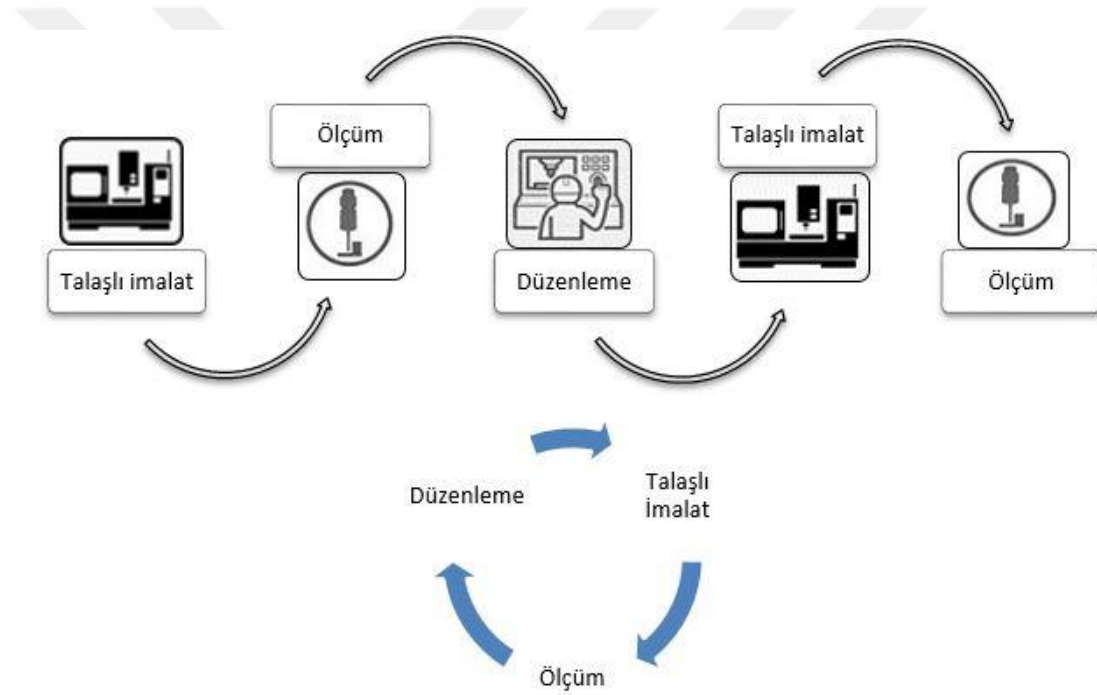 Talaşlı imalat
Ölçüm
Düzenleme
Talaşlı imalat
Ölçüm
Düzenleme
Talaşlı
İmalat
Ölçüm